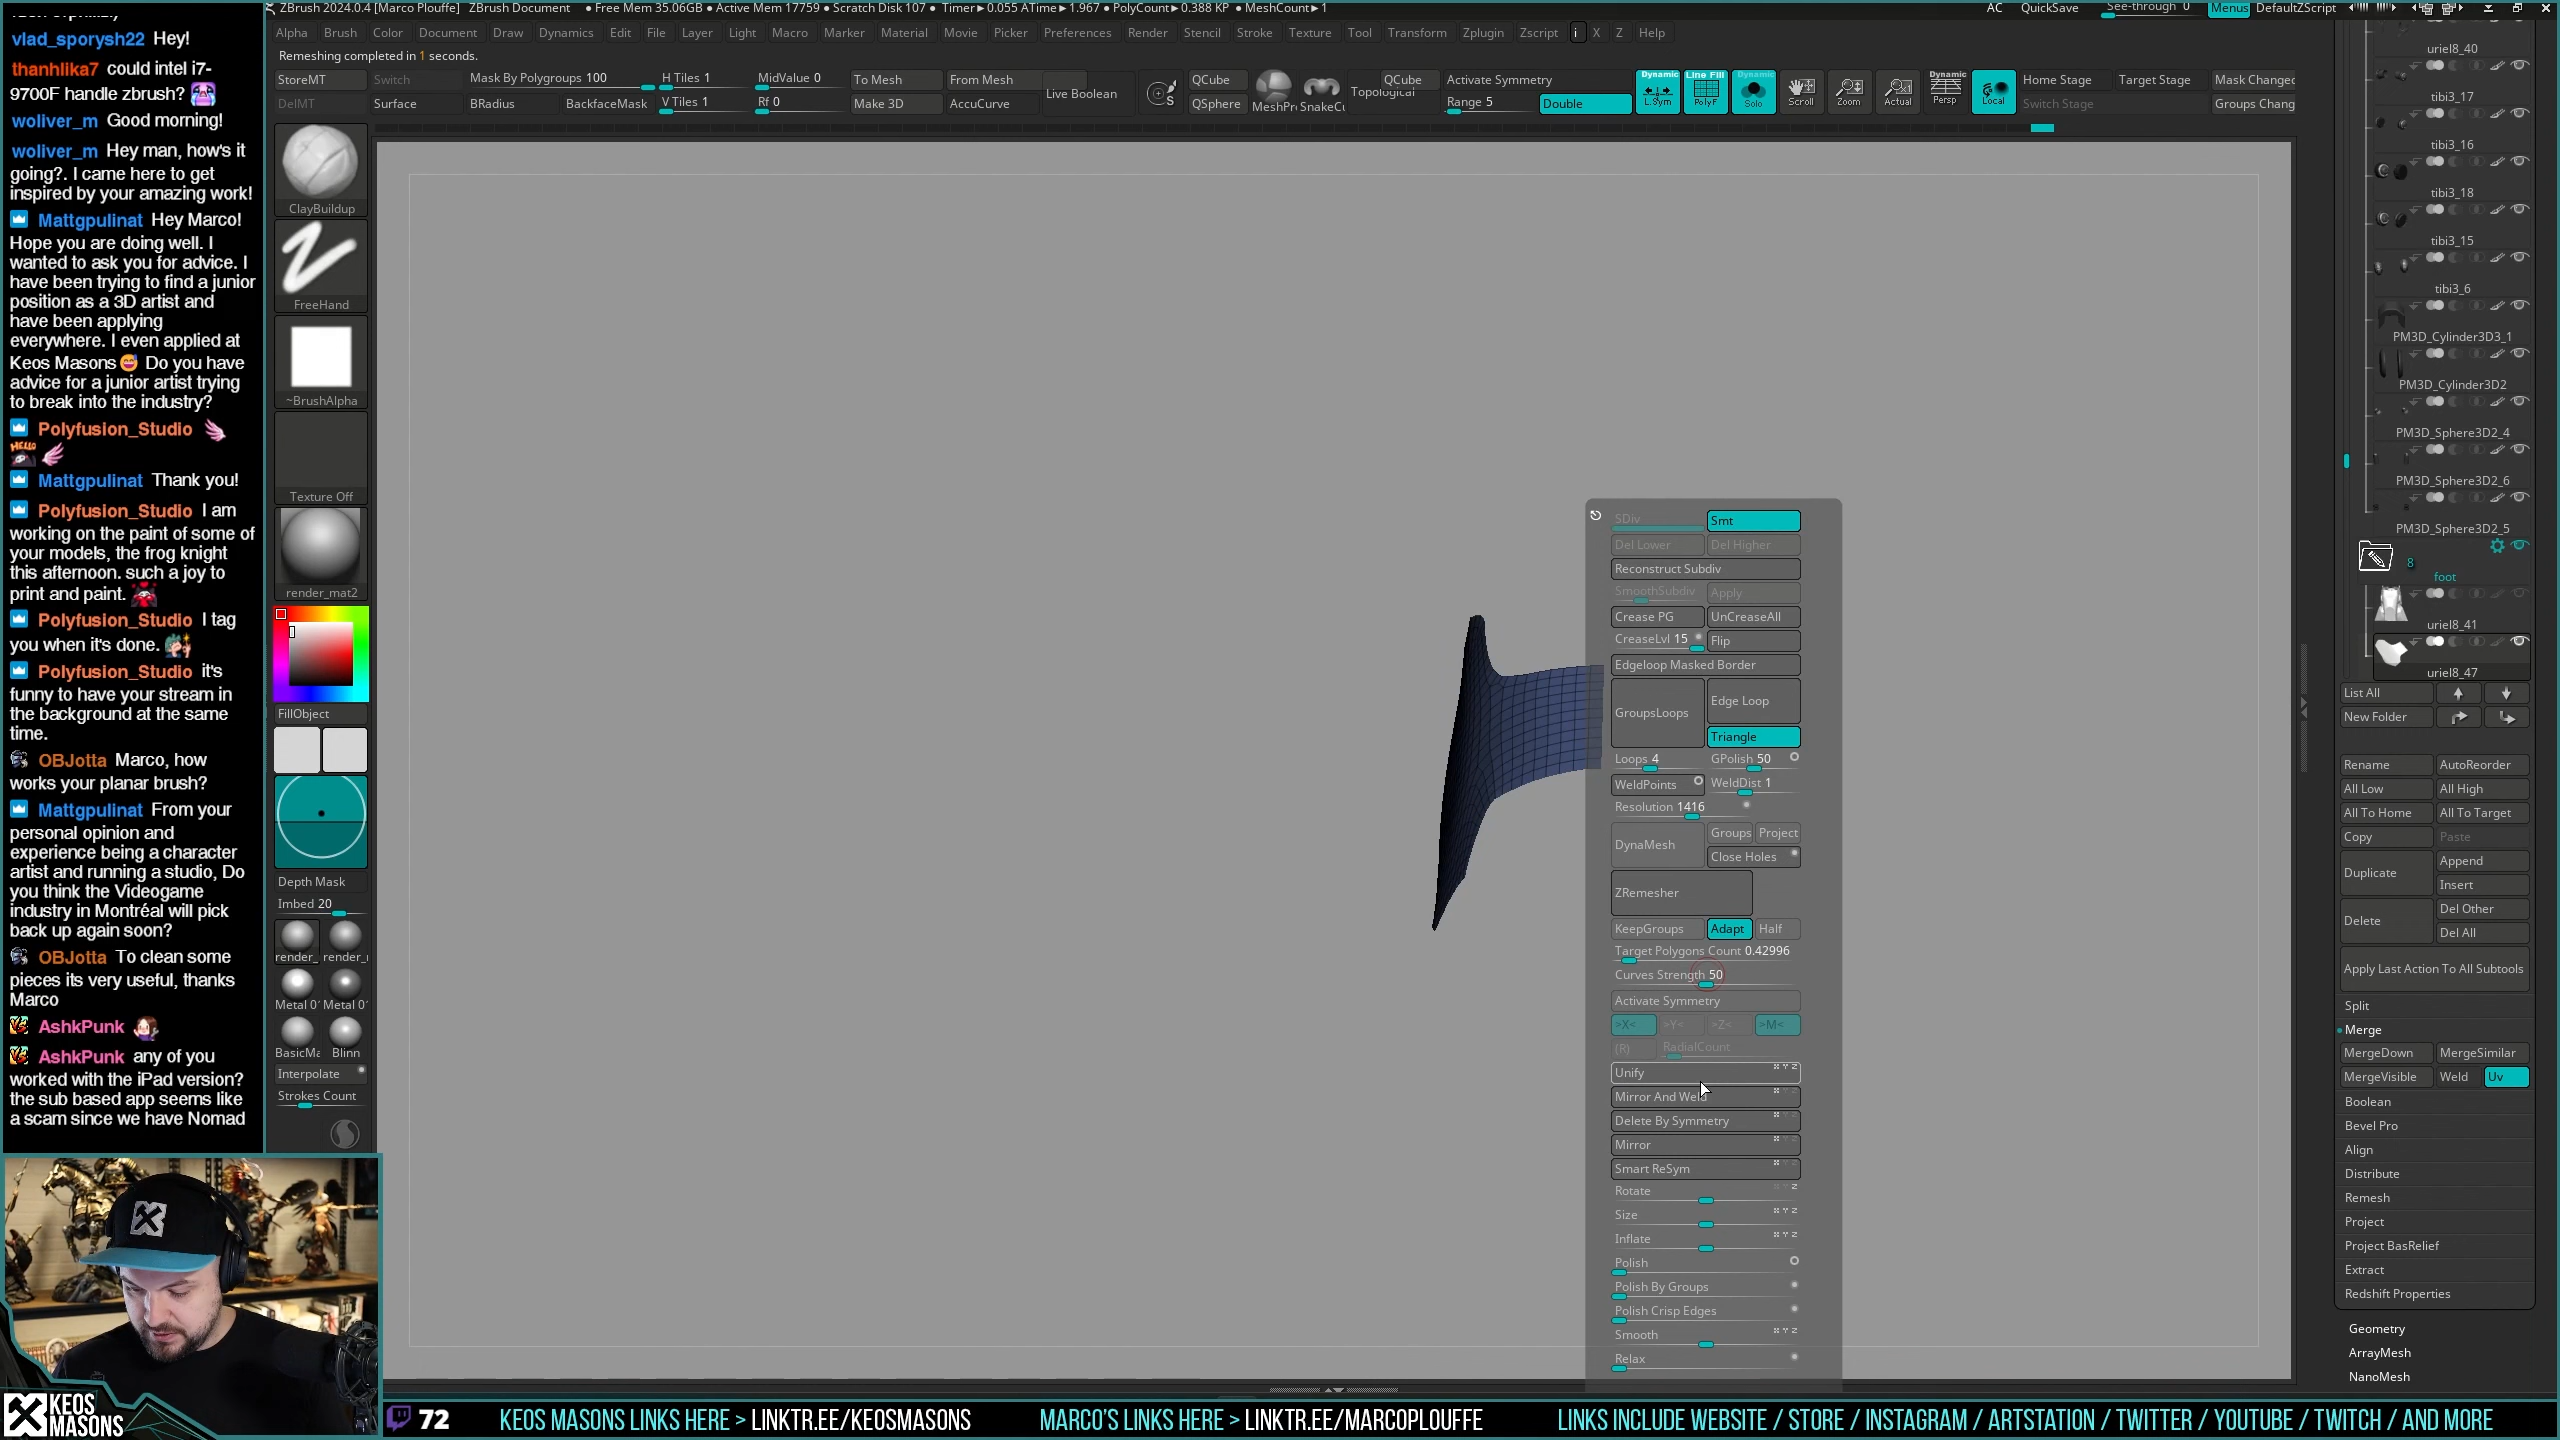 ZBrush 2024.0.4 [Marco Plouffe] ZBrush Document ● Free Mem 35.06GB ● Active Mem 17759 ● Scratch Disk 107 ● Timer►0.055 ATime►1.967 ● PolyCount►0.388 KP ● MeshCount►1
AC QuickSave See-through 0 Menus DefaultZScript
Alpha Brush Color Document Draw Dynamics Edit File Layer Light Macro Marker Material Movie Picker Preferences Render Stencil Stroke Texture Tool Transform Zplugin Zscript i X Z Help
Remeshing completed in 1 seconds.
StoreMT Switch Mask By Polygroups 100 H Tiles 1 MidValue 0 To Mesh From Mesh Live Boolean QCube QCube Activate Symmetry
DelMT Surface BRadius BackfaceMask V Tiles 1 Rf 0 Make 3D AccuCurve QSphere MeshPr SnakeCu Topological Range 5 Double
Dynamic L.Sym Line Fill PolyF Dynamic Solo Scroll Zoom Actual Dynamic Persp Local
Home Stage Target Stage Mask Changed
Switch Stage Groups Chang
vlad_sporysh22 Hey!
thanhlika7 could intel i7-
9700F handle zbrush?
woliver_m Good morning!
woliver_m Hey man, how's it
going?. I came here to get
inspired by your amazing work!
Mattgpulinat Hey Marco!
Hope you are doing well. I
wanted to ask you for advice. I
have been trying to find a junior
position as a 3D artist and
have been applying
everywhere. I even applied at
Keos Masons Do you have
advice for a junior artist trying
to break into the industry?
Polyfusion_Studio
HELLO
Mattgpulinat Thank you!
Polyfusion_Studio I am
working on the paint of some of
your models, the frog knight
this afternoon. such a joy to
print and paint.
Polyfusion_Studio I tag
you when it's done.
Polyfusion_Studio it's
funny to have your stream in
the background at the same
time.
OBJotta Marco, how
works your planar brush?
Mattgpulinat From your
personal opinion and
experience being a character
artist and running a studio, Do
you think the Videogame
industry in Montréal will pick
back up again soon?
OBJotta To clean some
pieces its very useful, thanks
Marco
AshkPunk
AshkPunk any of you
worked with the iPad version?
the sub based app seems like
a scam since we have Nomad
ClayBuildup
FreeHand
~BrushAlpha
Texture Off
render_mat2
FillObject
Depth Mask
Imbed 20
render_ render_
Metal 0 Metal 0
BasicMa Blinn
Interpolate
Strokes Count
SDiv Smt
Del Lower Del Higher
Reconstruct Subdiv
SmoothSubdiv Apply
Crease PG UnCreaseAll
CreaseLvl 15 Flip
Edgeloop Masked Border
GroupsLoops Edge Loop
Triangle
Loops 4 GPolish 50
WeldPoints WeldDist 1
Resolution 1416
DynaMesh Groups Project
Close Holes
ZRemesher
KeepGroups Adapt Half
Target Polygons Count 0.42996
Curves Strength 50
Activate Symmetry
>X< >Y< >Z< >M<
(R) RadialCount
Unify
Mirror And Weld
Delete By Symmetry
Mirror
Smart ReSym
Rotate
Size
Inflate
Polish
Polish By Groups
Polish Crisp Edges
Smooth
Relax
uriel8_40
tibi3_17
tibi3_16
tibi3_18
tibi3_15
tibi3_6
PM3D_Cylinder3D3_1
PM3D_Cylinder3D2
PM3D_Sphere3D2_4
PM3D_Sphere3D2_6
PM3D_Sphere3D2_5
8
foot
uriel8_41
uriel8_47
List All
New Folder
Rename AutoReorder
All Low All High
All To Home All To Target
Copy Paste
Duplicate Append
Insert
Delete Del Other
Del All
Apply Last Action To All Subtools
Split
Merge
MergeDown MergeSimilar
MergeVisible Weld Uv
Boolean
Bevel Pro
Align
Distribute
Remesh
Project
Project BasRelief
Extract
Redshift Properties
Geometry
ArrayMesh
NanoMesh
KEOS
MASONS
72 KEOS MASONS LINKS HERE > LINKTR.EE/KEOSMASONS MARCO'S LINKS HERE > LINKTR.EE/MARCOPLOUFFE LINKS INCLUDE WEBSITE / STORE / INSTAGRAM / ARTSTATION / TWITTER / YOUTUBE / TWITCH / AND MORE